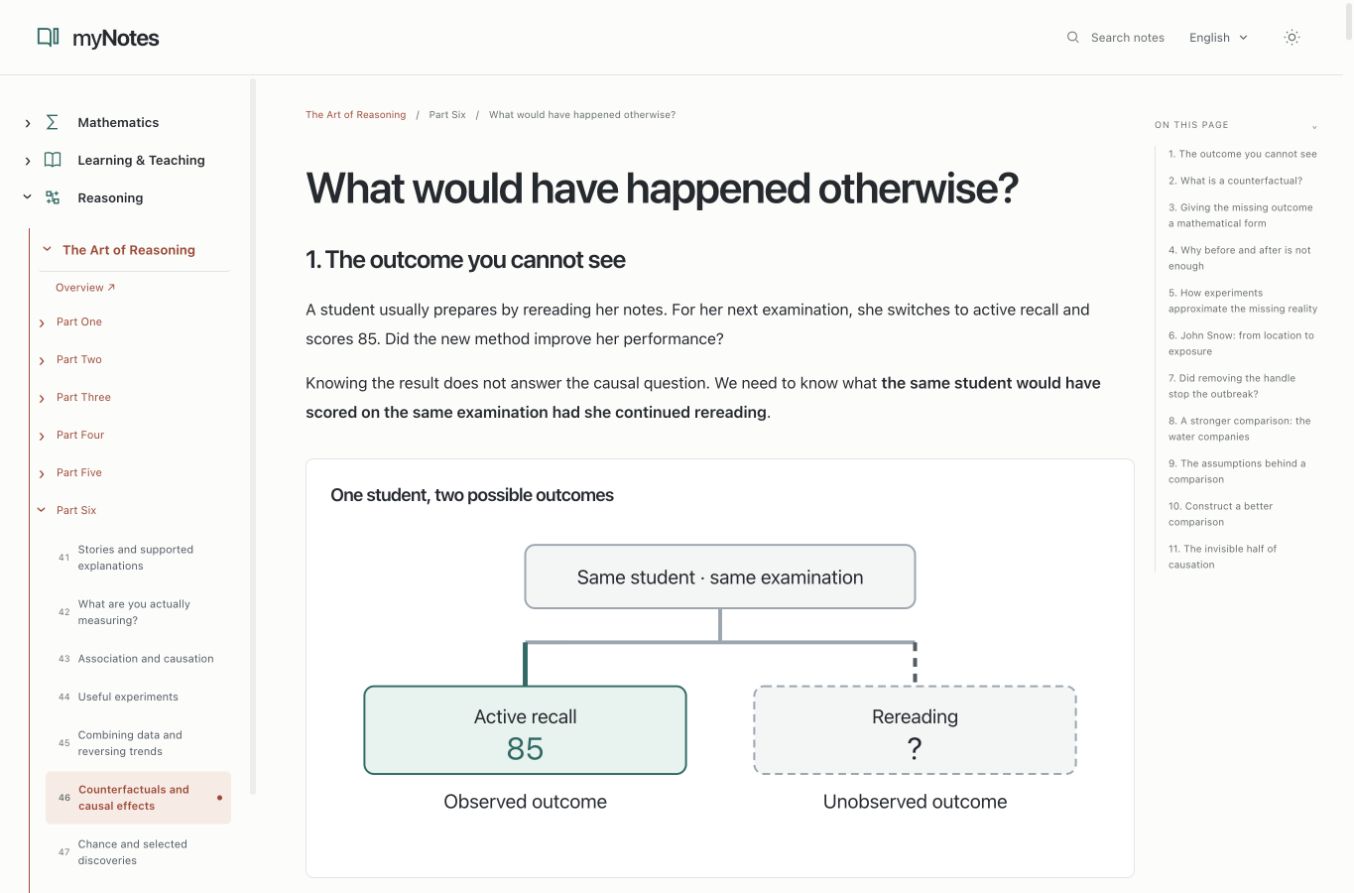 myNotes
Search notes
English
Mathematics
Learning & Teaching
Reasoning
The Art of Reasoning
Overview ↗
Part One
Part Two
Part Three
Part Four
Part Five
Part Six
41 Stories and supported
explanations
42 What are you actually
measuring?
43 Association and causation
44 Useful experiments
45 Combining data and
reversing trends
46 Counterfactuals and
causal effects
47 Chance and selected
discoveries
The Art of Reasoning / Part Six / What would have happened otherwise?
What would have happened otherwise?
1. The outcome you cannot see
A student usually prepares by rereading her notes. For her next examination, she switches to active recall and
scores 85. Did the new method improve her performance?
Knowing the result does not answer the causal question. We need to know what the same student would have
scored on the same examination had she continued rereading.
One student, two possible outcomes
Same student · same examination
Active recall
85
Observed outcome
Rereading
?
Unobserved outcome
ON THIS PAGE
1. The outcome you cannot see
2. What is a counterfactual?
3. Giving the missing outcome
a mathematical form
4. Why before and after is not
enough
5. How experiments
approximate the missing reality
6. John Snow: from location to
exposure
7. Did removing the handle
stop the outbreak?
8. A stronger comparison: the
water companies
9. The assumptions behind a
comparison
10. Construct a better
comparison
11. The invisible half of
causation